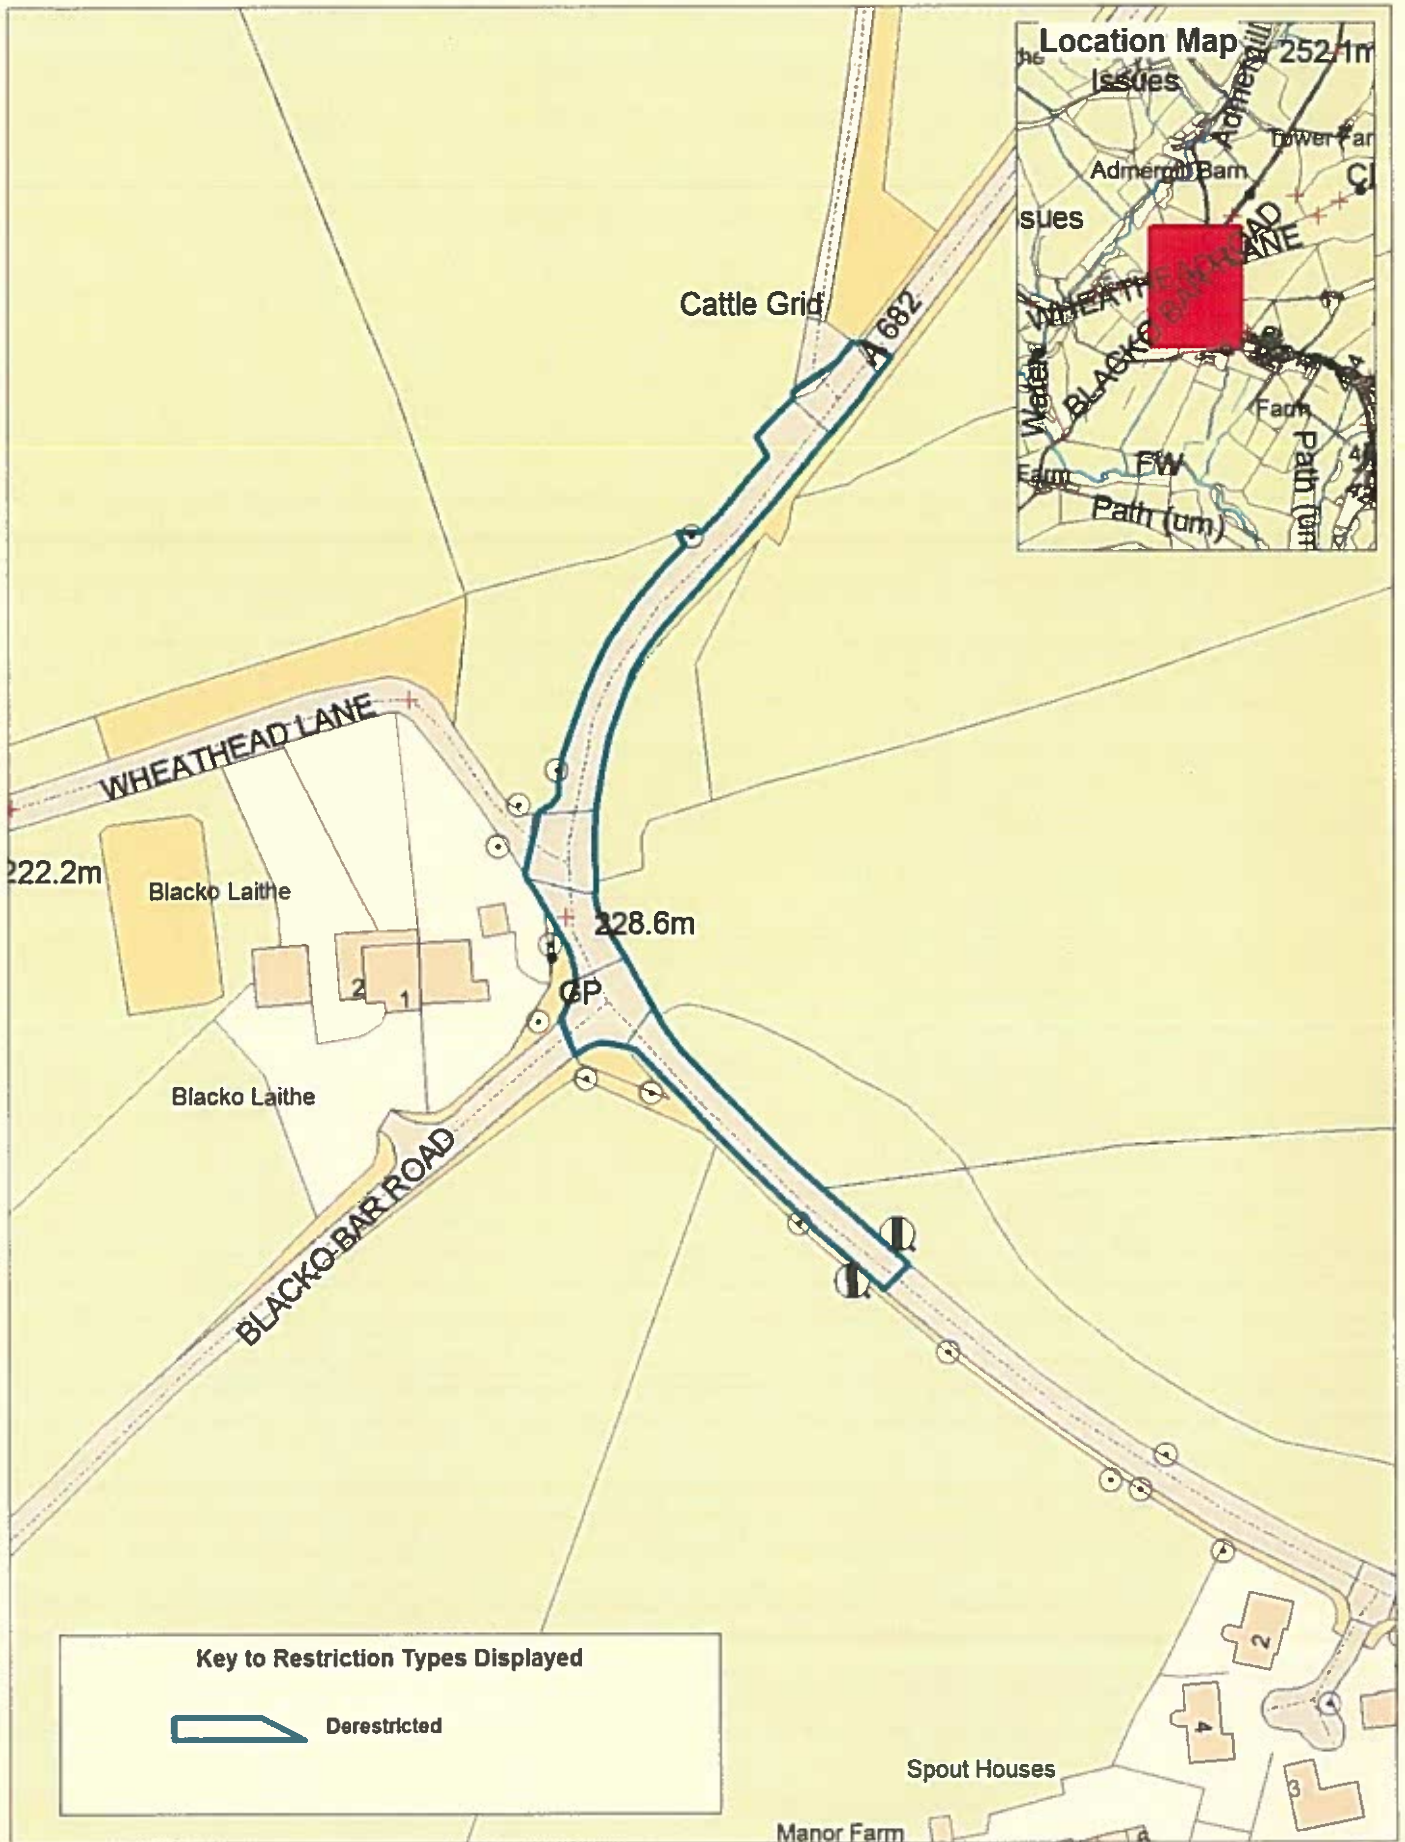 Location Map
252.1m
Issues
Admergill
Tower Far
Admergill Barn
sues
WHEATHEAD LANE
BLACKO BAR ROAD
Water
Farm
Farm
FW
Path (um)
Path (um
Cattle Grid
A 682
WHEATHEAD LANE
222.2m
Blacko Laithe
228.6m
2
1
GP
Blacko Laithe
BLACKO BAR ROAD
Key to Restriction Types Displayed
Derestricted
2
4
3
Spout Houses
Manor Farm
6